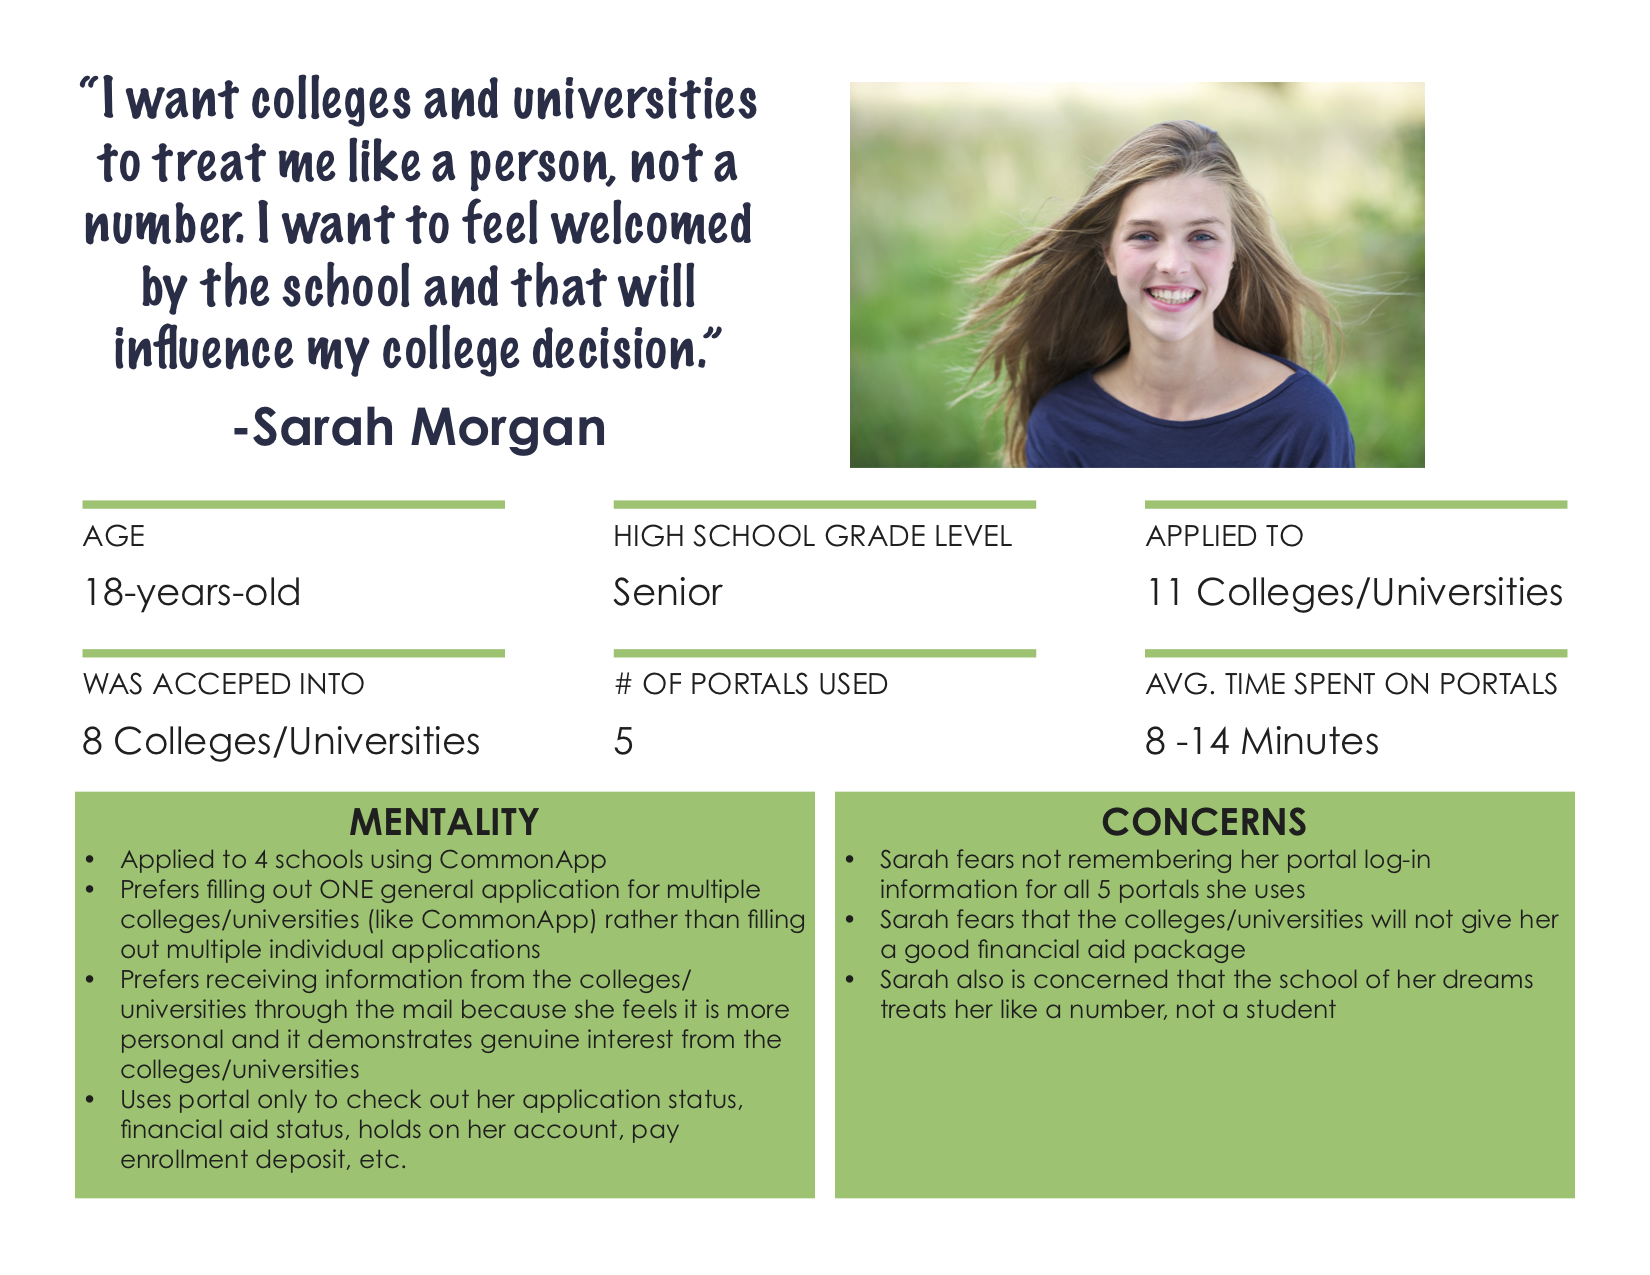 “I want colleges and universities
to treat me like a person, not a
number. I want to feel welcomed
by the school and that will
influence my college decision.”
-Sarah Morgan
AGE
18-years-old
HIGH SCHOOL GRADE LEVEL
Senior
APPLIED TO
11 Colleges/Universities
WAS ACCEPED INTO
8 Colleges/Universities
# OF PORTALS USED
5
AVG. TIME SPENT ON PORTALS
8 -14 Minutes
MENTALITY
• Applied to 4 schools using CommonApp
• Prefers filling out ONE general application for multiple
colleges/universities (like CommonApp) rather than filling
out multiple individual applications
• Prefers receiving information from the colleges/
universities through the mail because she feels it is more
personal and it demonstrates genuine interest from the
colleges/universities
• Uses portal only to check out her application status,
financial aid status, holds on her account, pay
enrollment deposit, etc.
CONCERNS
• Sarah fears not remembering her portal log-in
information for all 5 portals she uses
• Sarah fears that the colleges/universities will not give her
a good financial aid package
• Sarah also is concerned that the school of her dreams
treats her like a number, not a student